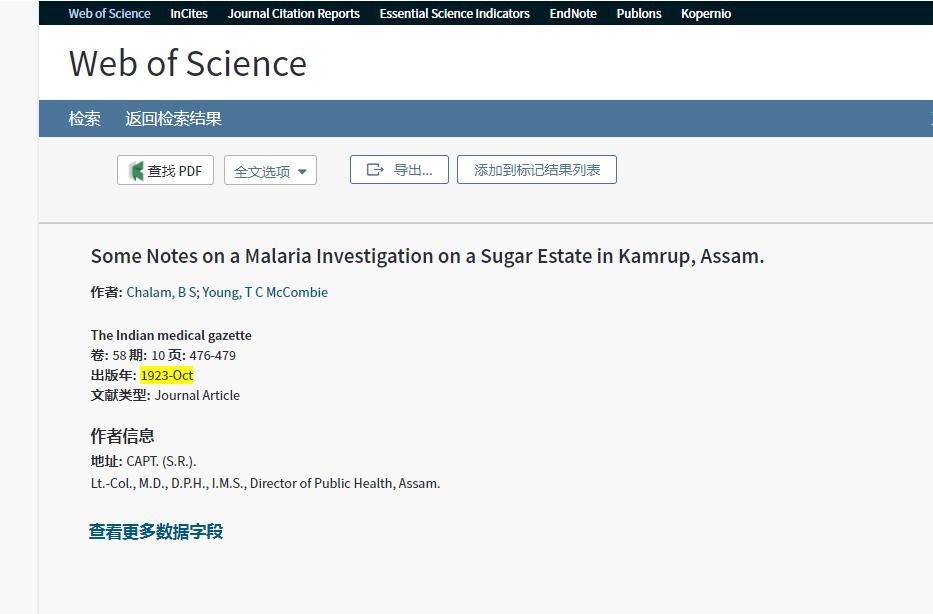 Web of Science InCites Journal Citation Reports Essential Science Indicators EndNote Publons Kopernio
Web of Science
检索 返回检索结果
查找 PDF 全文选项 导出... 添加到标记结果列表
Some Notes on a Malaria Investigation on a Sugar Estate in Kamrup, Assam.
作者: Chalam, B S; Young, T C McCombie
The Indian medical gazette
卷: 58 期: 10 页: 476-479
出版年: 1923-Oct
文献类型: Journal Article
作者信息
地址: CAPT. (S.R.).
Lt.-Col., M.D., D.P.H., I.M.S., Director of Public Health, Assam.
查看更多数据字段